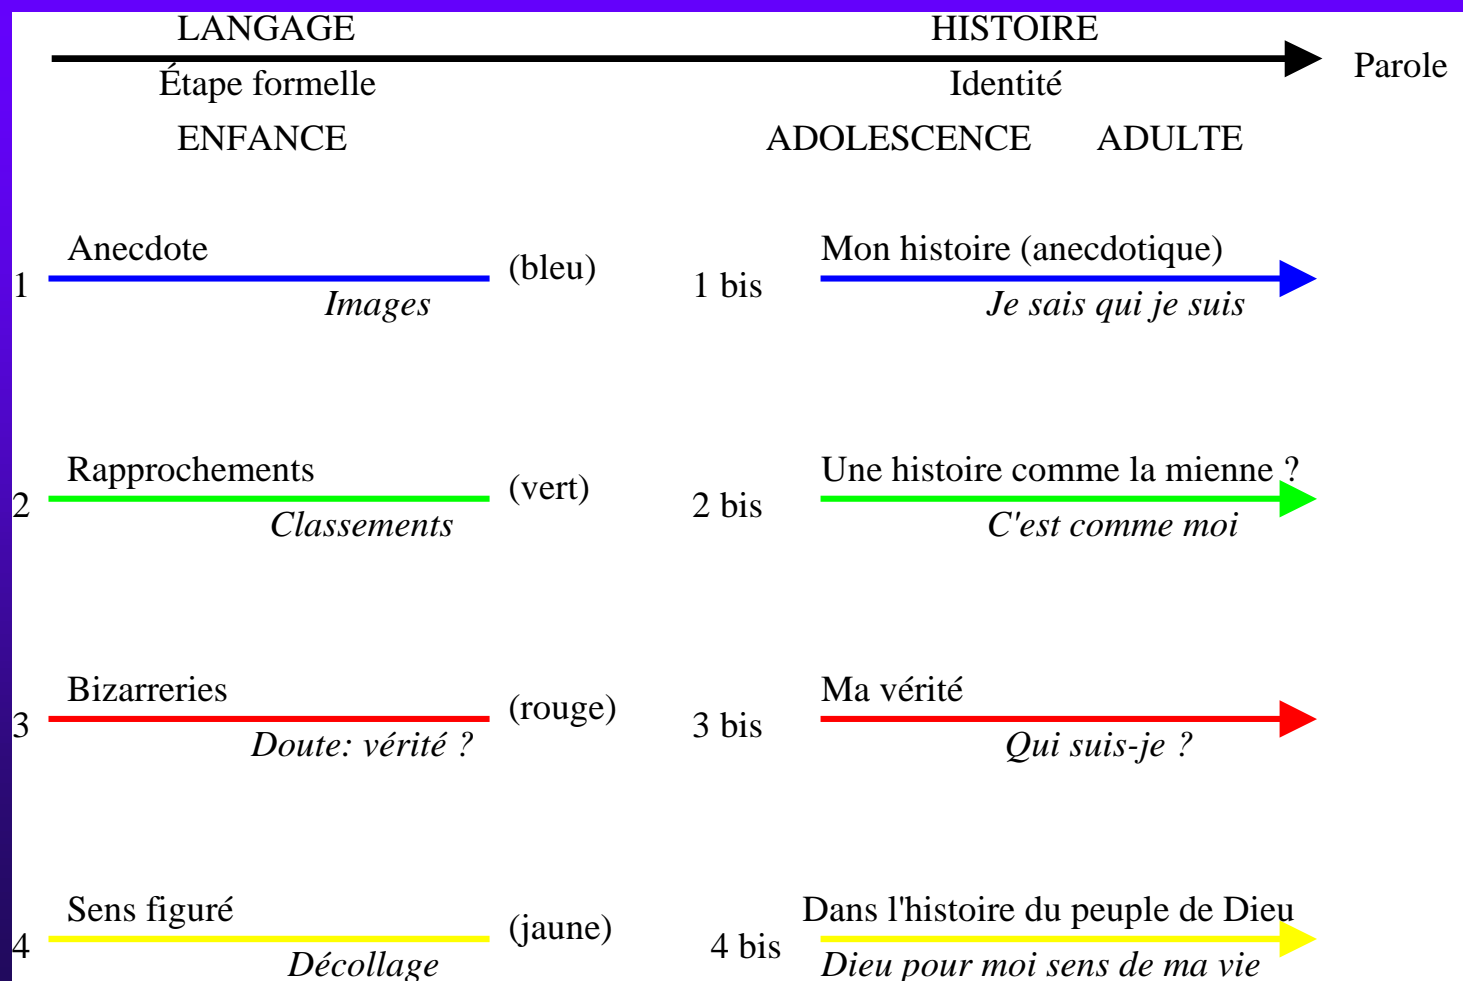 LANGAGE HISTOIRE
Parole
Étape formelle Identité
ENFANCE ADOLESCENCE ADULTE
Anecdote Mon histoire (anecdotique)
1 (bleu) 1 bis
Images Je sais qui je suis
Rapprochements Une histoire comme la mienne ?
2 (vert) 2 bis
Classements C'est comme moi
Bizarreries Ma vérité
3 (rouge) 3 bis
Doute: vérité ? Qui suis-je ?
Sens figuré Dans l'histoire du peuple de Dieu
4 (jaune) 4 bis
Décollage Dieu pour moi sens de ma vie